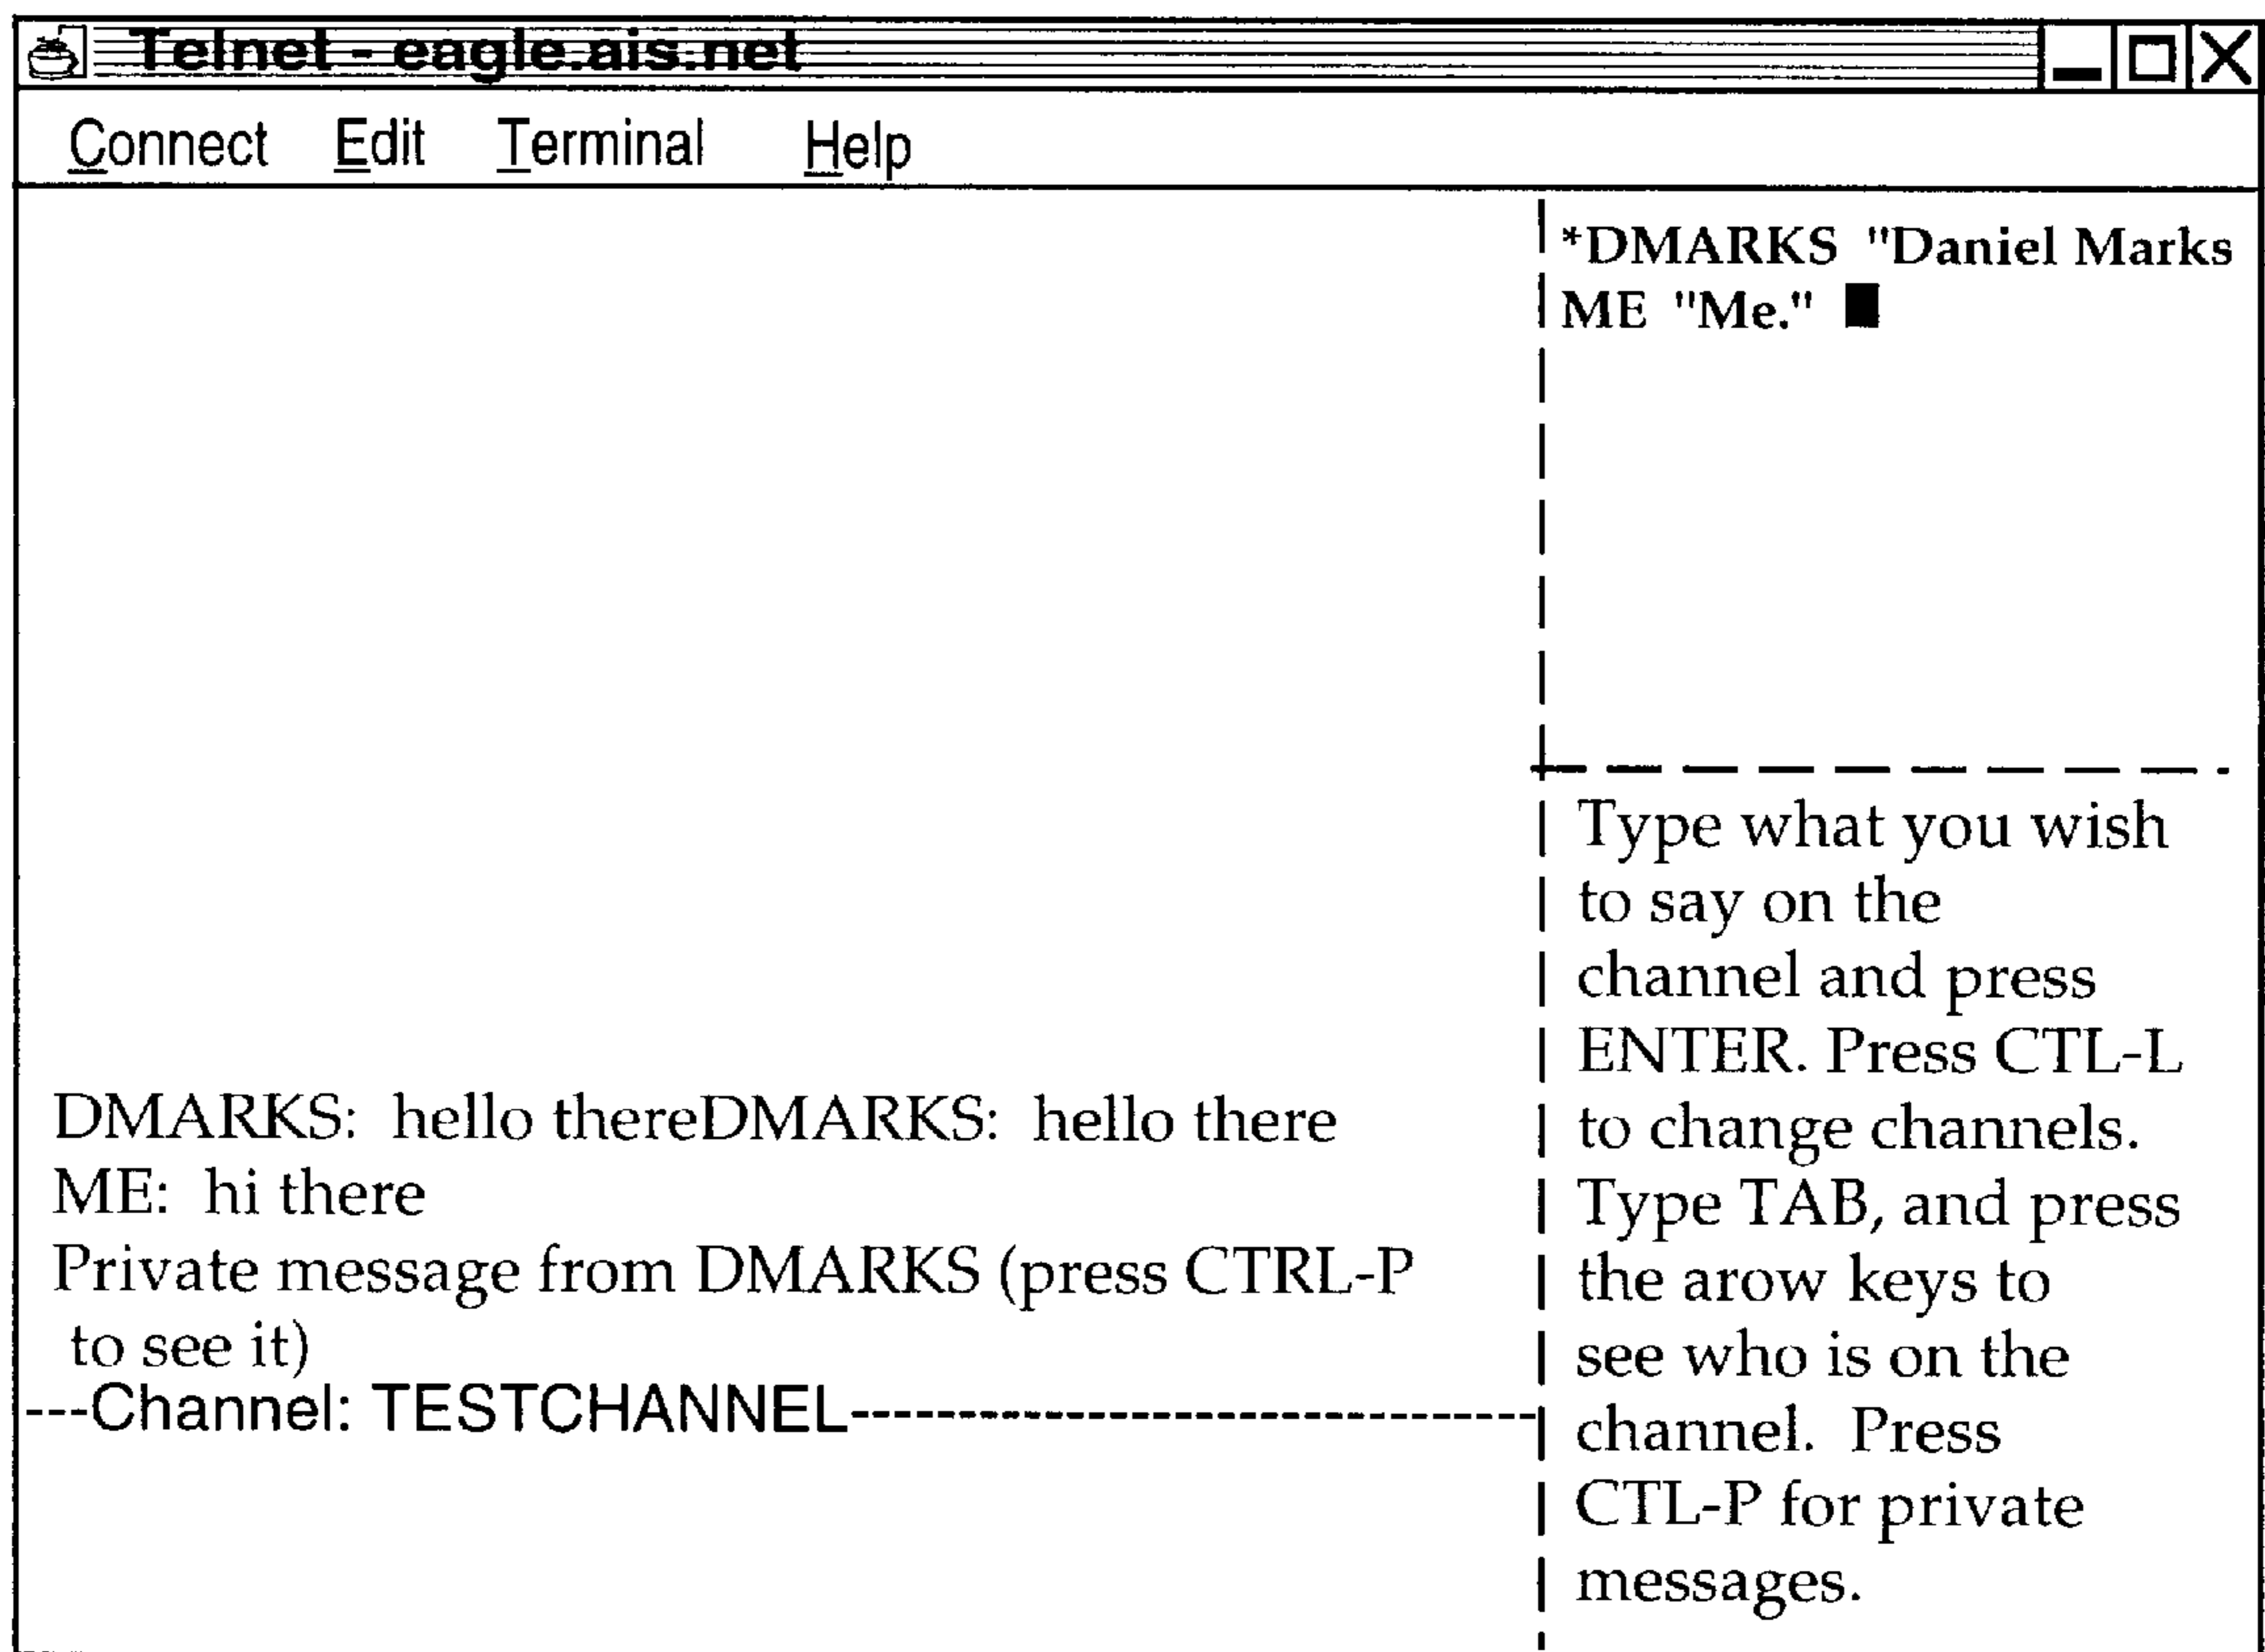 Telnet - eagle.ais.net
Connect Edit Terminal Help
*DMARKS "Daniel Marks
ME "Me."
DMARKS: hello thereDMARKS: hello there
ME: hi there
Private message from DMARKS (press CTRL-P
to see it)
---Channel: TESTCHANNEL--------------------------------
Type what you wish
to say on the
channel and press
ENTER. Press CTL-L
to change channels.
Type TAB, and press
the arow keys to
see who is on the
channel. Press
CTL-P for private
messages.